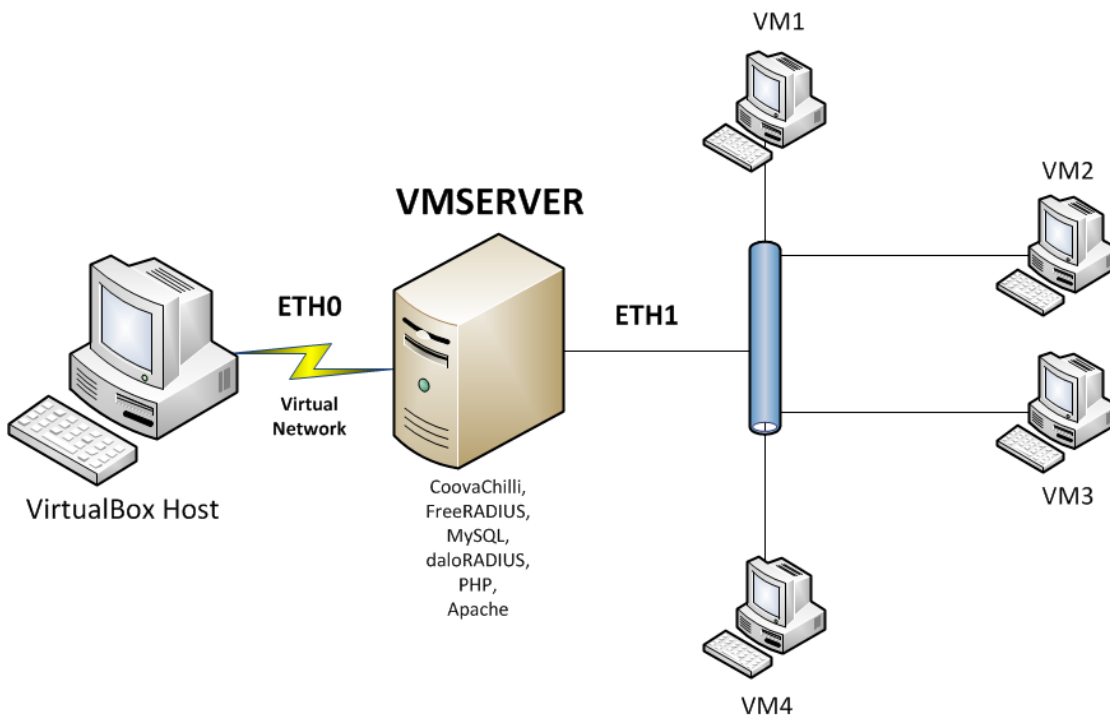 VM1
VM2
VMSERVER
ETH0
ETH1
Virtual
Network
VirtualBox Host
CoovaChilli,
FreeRADIUS,
MySQL,
daloRADIUS,
PHP,
Apache
VM3
VM4